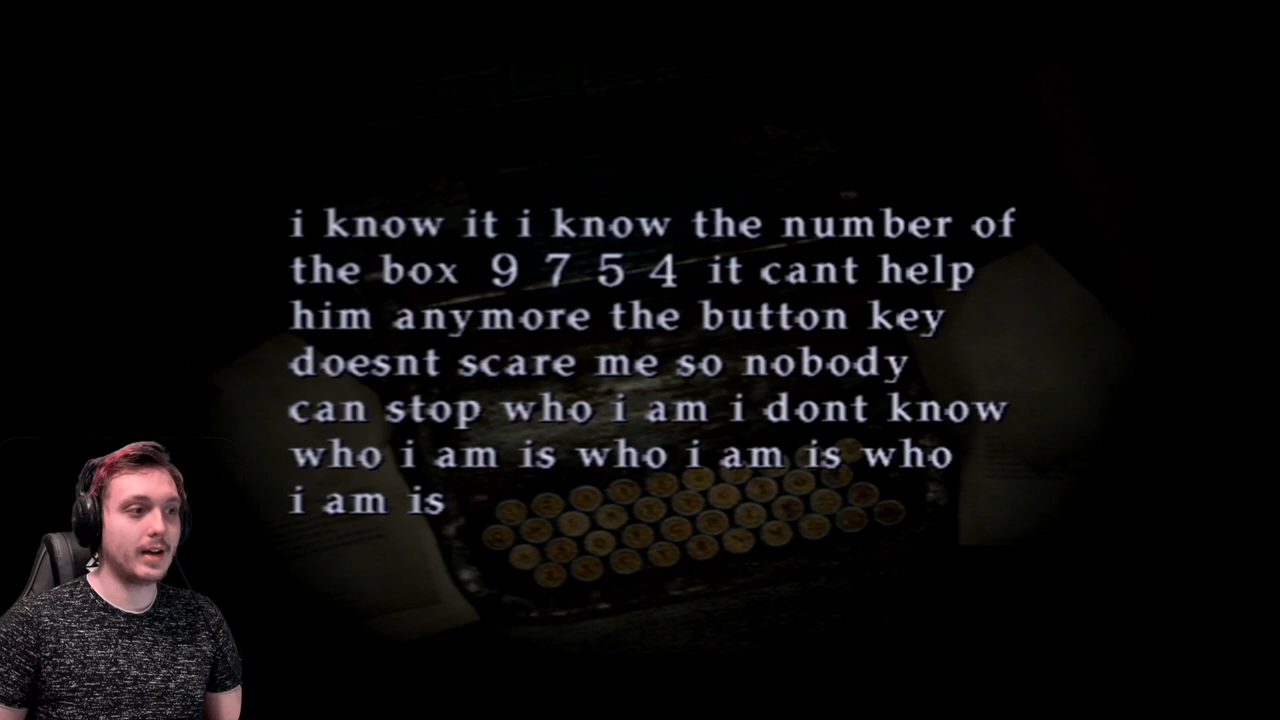 i know it i know the number of
the box 9 7 5 4 it cant help
him anymore the button key
doesnt scare me so nobody
can stop who i am i dont know
who i am is who i am is who
i am is